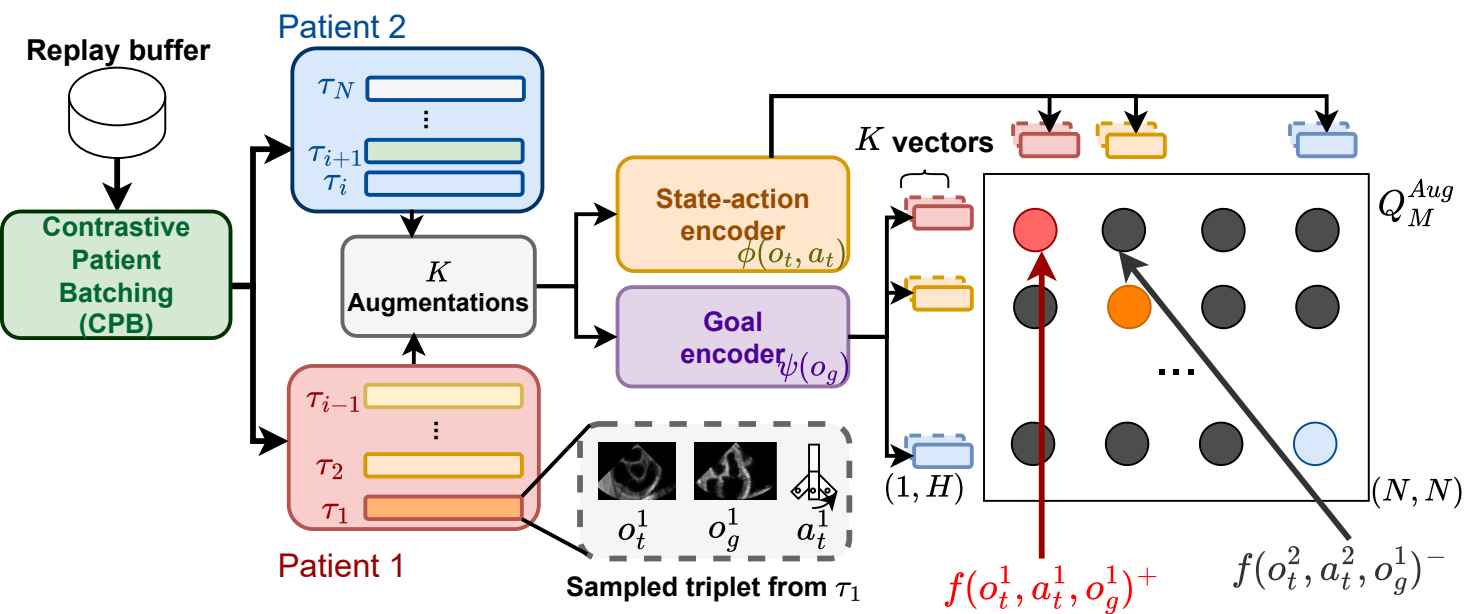 Patient 2
Replay buffer
τ_N
⋮
τ_{i+1}
τ_i
Contrastive
Patient
Batching
(CPB)
K
Augmentations
τ_{i-1}
⋮
τ_2
τ_1
Patient 1
State-action
encoder
ϕ(o_t, a_t)
Goal
encoder
ψ(o_g)
o_t^1
o_g^1
a_t^1
Sampled triplet from τ_1
K vectors
(1, H)
Q_M^{Aug}
...
(N, N)
f(o_t^1, a_t^1, o_g^1)^+
f(o_t^2, a_t^2, o_g^1)^-